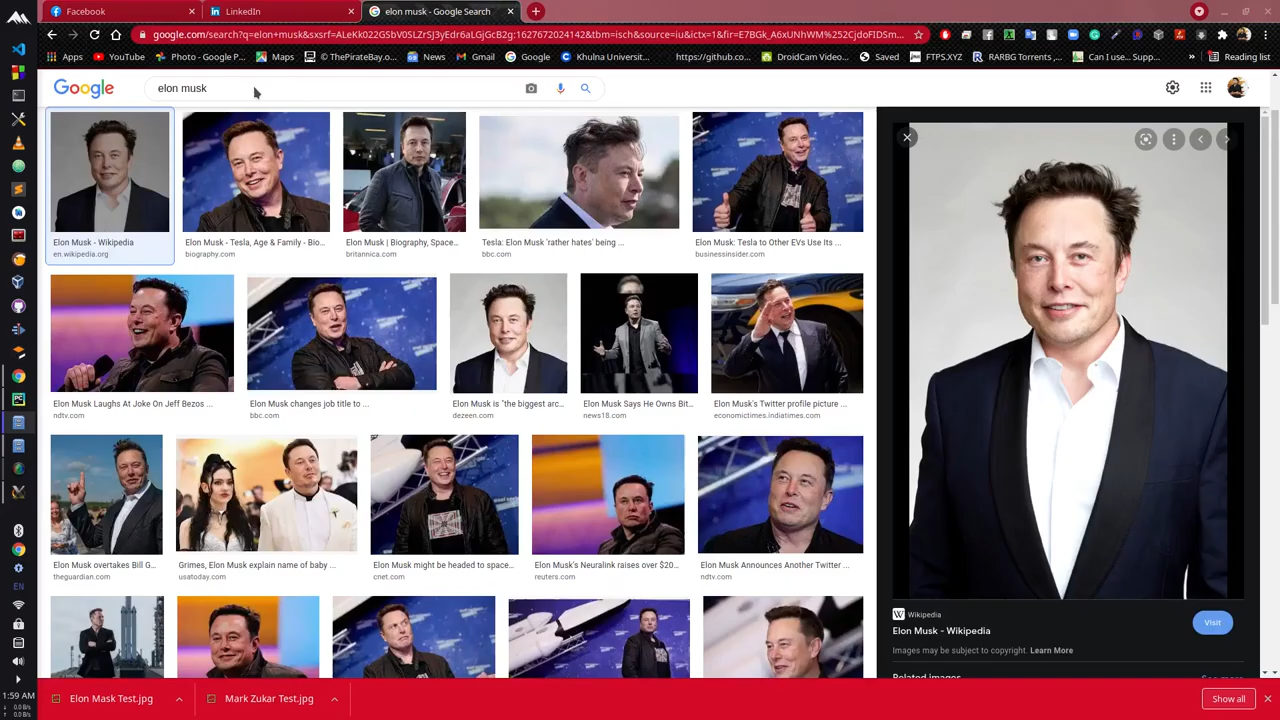 Facebook
LinkedIn
elon musk - Google Search
google.com/search?q=elon+musk&sxsrf=ALeKk022GSbV0SLZrSJ3yEdr6aLGjGcB2g:1627672024142&tbm=isch&source=iu&ictx=1&fir=E7BGk_A6xUNhWM%252CjdoFIDSm...
Apps
YouTube
Photo - Google P...
Maps
© ThePirateBay.o...
News
Gmail
Google
Khulna Universit...
https://github.co...
DroidCam Video...
Saved
FTPS.XYZ
RARBG Torrents ,...
Can I use... Supp...
»
Reading list
Google
elon musk
Elon Musk - Wikipedia
en.wikipedia.org
Elon Musk - Tesla, Age & Family - Bio...
biography.com
Elon Musk | Biography, Space...
britannica.com
Tesla: Elon Musk 'rather hates' being ...
bbc.com
Elon Musk: Tesla to Other EVs Use Its ...
businessinsider.com
Elon Musk Laughs At Joke On Jeff Bezos ...
ndtv.com
Elon Musk changes job title to ...
bbc.com
Elon Musk is "the biggest arc...
dezeen.com
Elon Musk Says He Owns Bit...
news18.com
Elon Musk's Twitter profile picture ...
economictimes.indiatimes.com
Elon Musk overtakes Bill G...
theguardian.com
Grimes, Elon Musk explain name of baby ...
usatoday.com
Elon Musk might be headed to space...
cnet.com
Elon Musk's Neuralink raises over $20...
reuters.com
Elon Musk Announces Another Twitter ...
ndtv.com
W Wikipedia
Elon Musk - Wikipedia
Visit
Images may be subject to copyright. Learn More
Related images
See more
EN
1:59 AM
0.0 B/s
0.0 B/s
Elon Mask Test.jpg
Mark Zukar Test.jpg
Show all